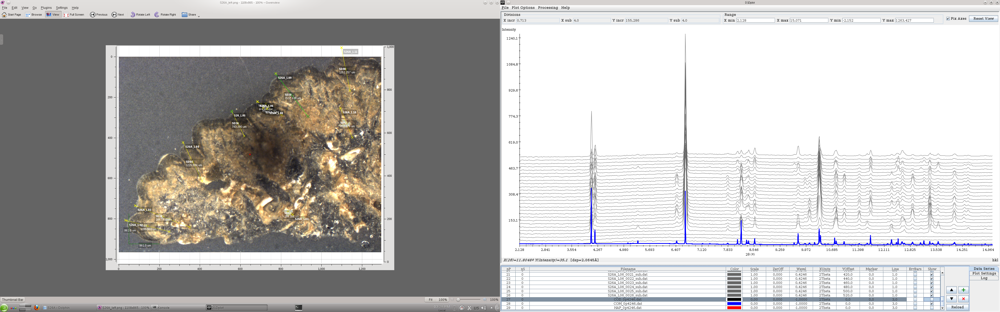 S26A_left.png - 1108x865 - 100% – Gwenview
File Edit View Go Plugins Settings Help
Start Page Browse View Full Screen Previous Next Rotate Left Rotate Right Share
1,000
S26A_L11
0
SD40
1251.257 um
S26A_L09
800
200
SD28
1517.418 um
S26A_L06
S26A_L08
S26A_L10
S26_L05
SD36
783.390 um
SD42
897.176 um
600
400
S26A_L04
SD44
1225.594 um
400
600
S26A_L03
SD43
SD38
1663.612 um
164.158 um
S26A_L01
200
800
S26A_L02
1285.901 um
861.0 um
861.0 um
1,000
0
0 200 400 600 800 1,000 1,200
Thumbnail Bar
Fit 100% 100%
S26A – Dolphin
S26A_left.png - 1108x865 - 100% –
Konsole
D1Dplot
03:28 PM
Local
us
D1Dplot
File Plot Options Processing Help
Divisions
X incr 0.713 X sub 4.0 Y incr 155.286 Y sub 4.0
Range
X min 2.128 X max 15.071 Y min -2.152 Y max 1263.427
Fix Axes
Reset View
Intensity
1240.1
1084.8
929.6
774.3
619.0
463.7
308.4
153.1
2.128 2.841 3.554 4.267 4.980 5.693 6.407 7.120 7.833 8.546 9.259 9.972 10.685 11.398 12.111 12.825 13.538 14.251 14.964
2θ (º)
X(2θ)=11.8048º Y(Intensity)=35.1 [dsp=2.0645Å]
hkl
nP nS Filename Color Scale ZerOff Wavel XUnits YOffset Marker Line ErrBars Show
21 0 S26A_L06_0021_sub.dat 1.00 0.000 0.4246 2Theta 420.0 0.0 1.0
22 0 S26A_L06_0022_sub.dat 1.00 0.000 0.4246 2Theta 440.0 0.0 1.0
23 0 S26A_L06_0023_sub.dat 1.00 0.000 0.4246 2Theta 460.0 0.0 1.0
24 0 S26A_L06_0024_sub.dat 1.00 0.000 0.4246 2Theta 480.0 0.0 1.0
25 0 S26A_L06_0025_sub.dat 1.00 0.000 0.4246 2Theta 500.0 0.0 1.0
26 0 S26A_L06_0026_sub.dat 1.00 0.000 0.4246 2Theta 520.0 0.0 1.0
27 0 COD_0p4246.dat 0.00 0.000 -1.0000 2Theta 0.0 0.0 3.0
28 0 COM_0p4246.dat 0.00 0.000 -1.0000 2Theta 0.0 0.0 3.0
29 0 HAP_0p4246.dat 0.00 0.000 -1.0000 2Theta 0.0 0.0 3.0
Data Series
Plot Settings
Log
Reload